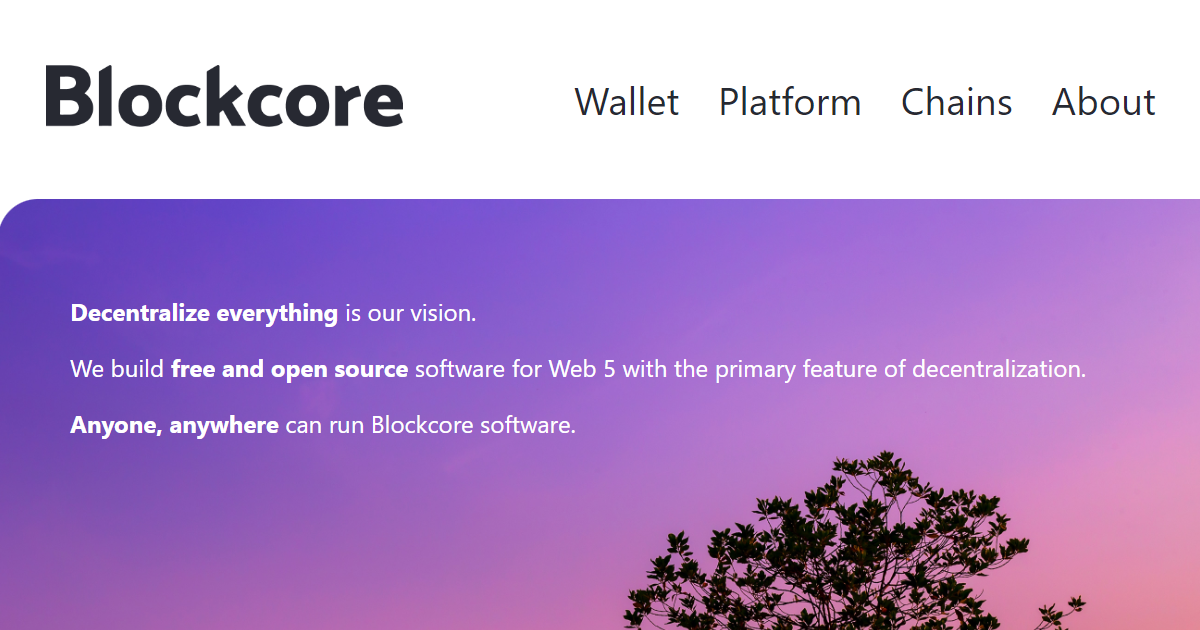 Blockcore
Wallet Platform Chains About
Decentralize everything is our vision.
We build free and open source software for Web 5 with the primary feature of decentralization.
Anyone, anywhere can run Blockcore software.